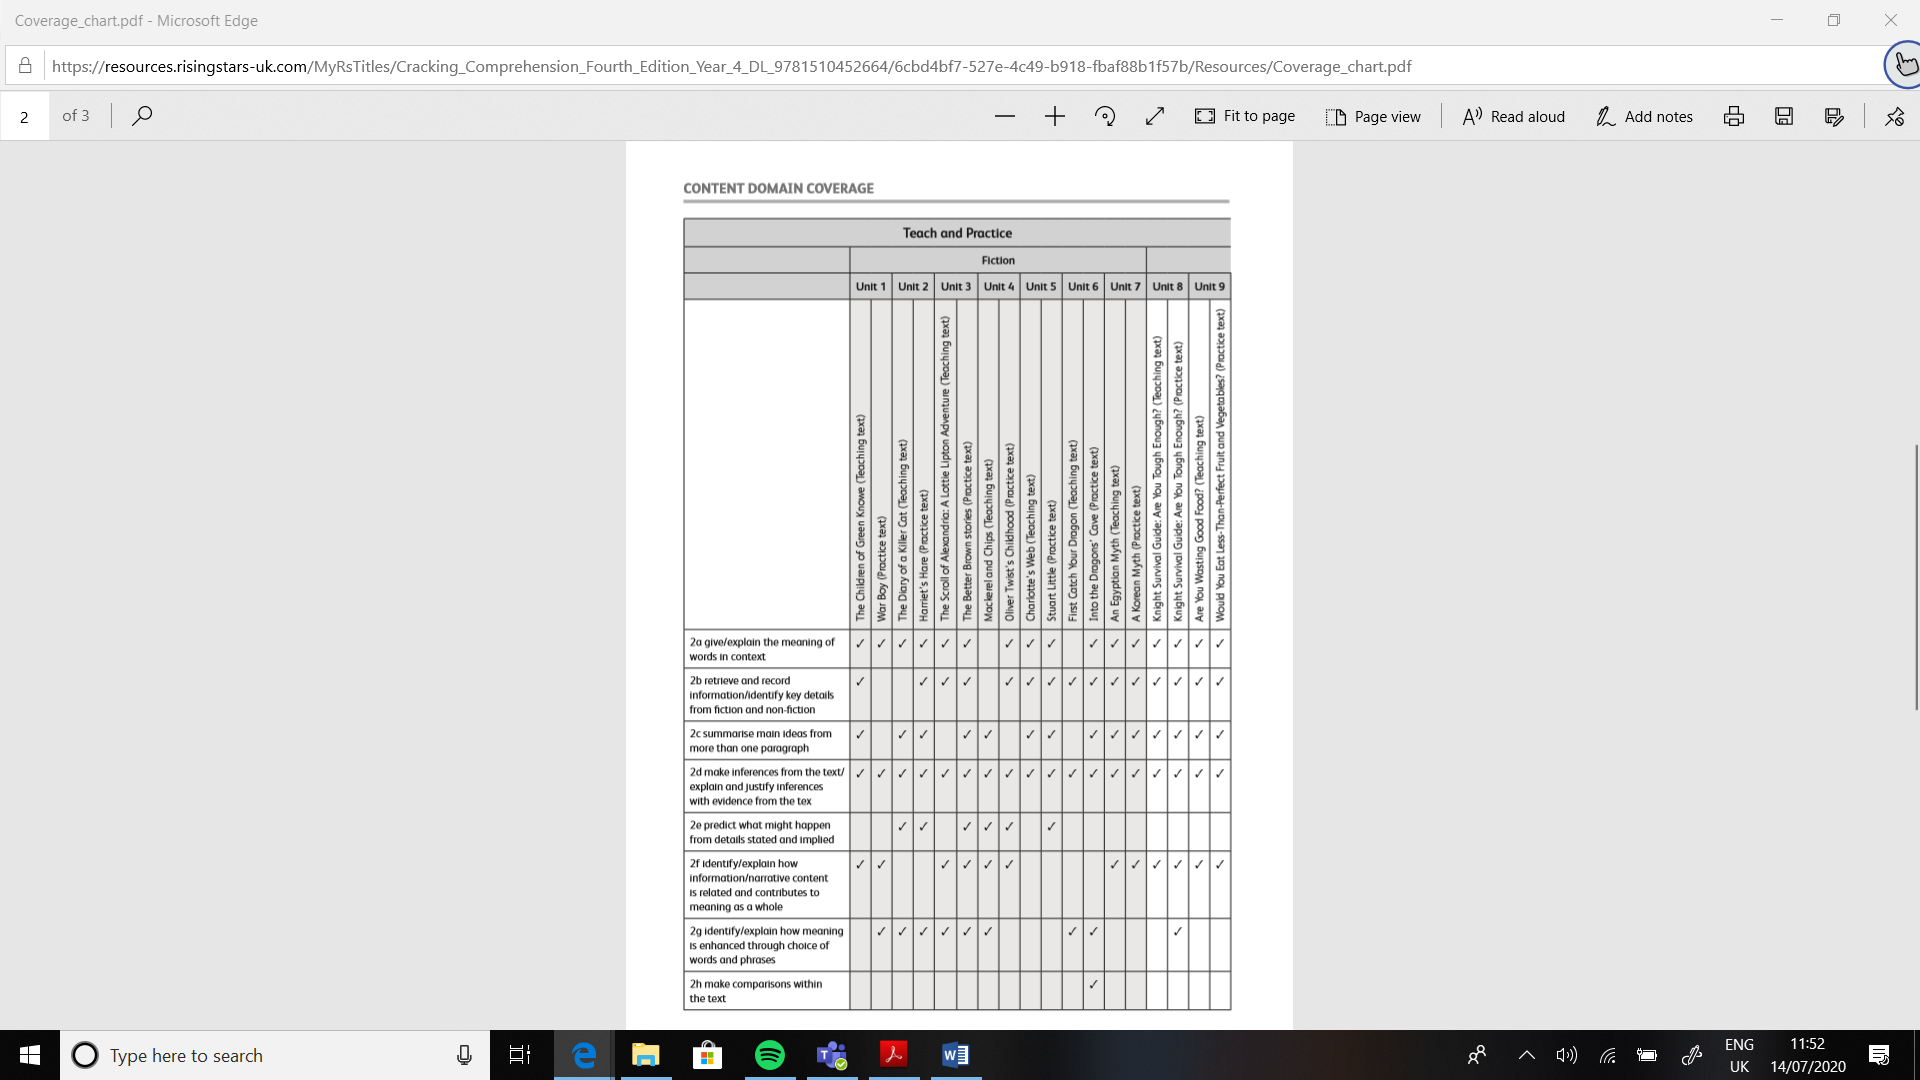 Coverage_chart.pdf - Microsoft Edge
https://resources.risingstars-uk.com/MyRsTitles/Cracking_Comprehension_Fourth_Edition_Year_4_DL_9781510452664/6cbd4bf7-527e-4c49-b918-fbaf88b1f57b/Resources/Coverage_chart.pdf
2 of 3 Fit to page Page view Read aloud Add notes
CONTENT DOMAIN COVERAGE
Teach and Practice
Fiction
Unit 1 Unit 2 Unit 3 Unit 4 Unit 5 Unit 6 Unit 7 Unit 8 Unit 9
The Children of Green Knowe (Teaching text)
War Boy (Practice text)
The Diary of a Killer Cat (Teaching text)
Harriet's Hare (Practice text)
The Scroll of Alexandria: A Lottie Lipton Adventure (Teaching text)
The Better Brown stories (Practice text)
Mackerel and Chips (Teaching text)
Oliver Twist's Childhood (Practice text)
Charlotte's Web (Teaching text)
Stuart Little (Practice text)
First Catch Your Dragon (Teaching text)
Into the Dragons' Cave (Practice text)
An Egyptian Myth (Teaching text)
A Korean Myth (Practice text)
Knight Survival Guide: Are You Tough Enough? (Teaching text)
Knight Survival Guide: Are You Tough Enough? (Practice text)
Are You Wasting Good Food? (Teaching text)
Would You Eat Less-Than-Perfect Fruit and Vegetables? (Practice text)
2a give/explain the meaning of
words in context
✓ ✓ ✓ ✓ ✓ ✓ ✓ ✓ ✓ ✓ ✓ ✓ ✓ ✓ ✓ ✓
2b retrieve and record
information/identify key details
from fiction and non-fiction
✓ ✓ ✓ ✓ ✓ ✓ ✓ ✓ ✓ ✓ ✓ ✓ ✓ ✓ ✓
2c summarise main ideas from
more than one paragraph
✓ ✓ ✓ ✓ ✓ ✓ ✓ ✓ ✓ ✓ ✓ ✓ ✓ ✓
2d make inferences from the text/
explain and justify inferences
with evidence from the tex
✓ ✓ ✓ ✓ ✓ ✓ ✓ ✓ ✓ ✓ ✓ ✓ ✓ ✓ ✓ ✓ ✓ ✓
2e predict what might happen
from details stated and implied
✓ ✓ ✓ ✓ ✓ ✓
2f identify/explain how
information/narrative content
is related and contributes to
meaning as a whole
✓ ✓ ✓ ✓ ✓ ✓ ✓ ✓ ✓ ✓ ✓ ✓
2g identify/explain how meaning
is enhanced through choice of
words and phrases
✓ ✓ ✓ ✓ ✓ ✓ ✓ ✓ ✓
2h make comparisons within
the text
✓
Type here to search
ENG
UK
11:52
14/07/2020